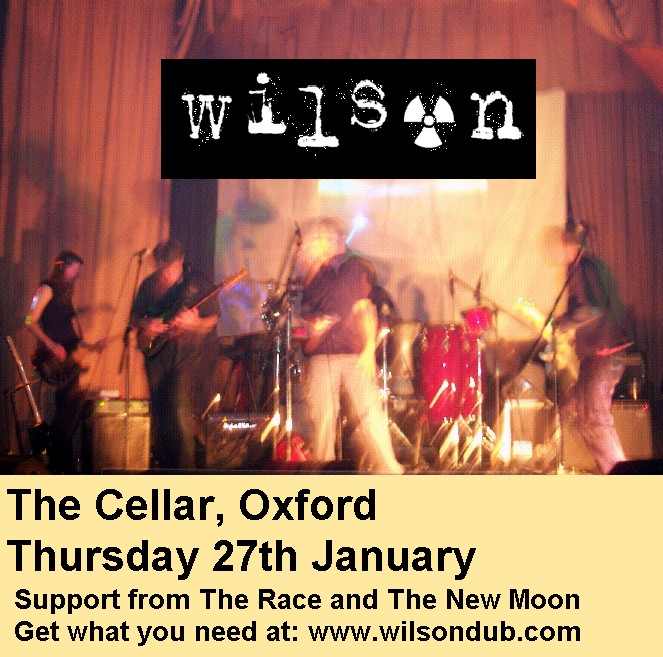 wilson
The Cellar, Oxford
Thursday 27th January
Support from The Race and The New Moon
Get what you need at: www.wilsondub.com